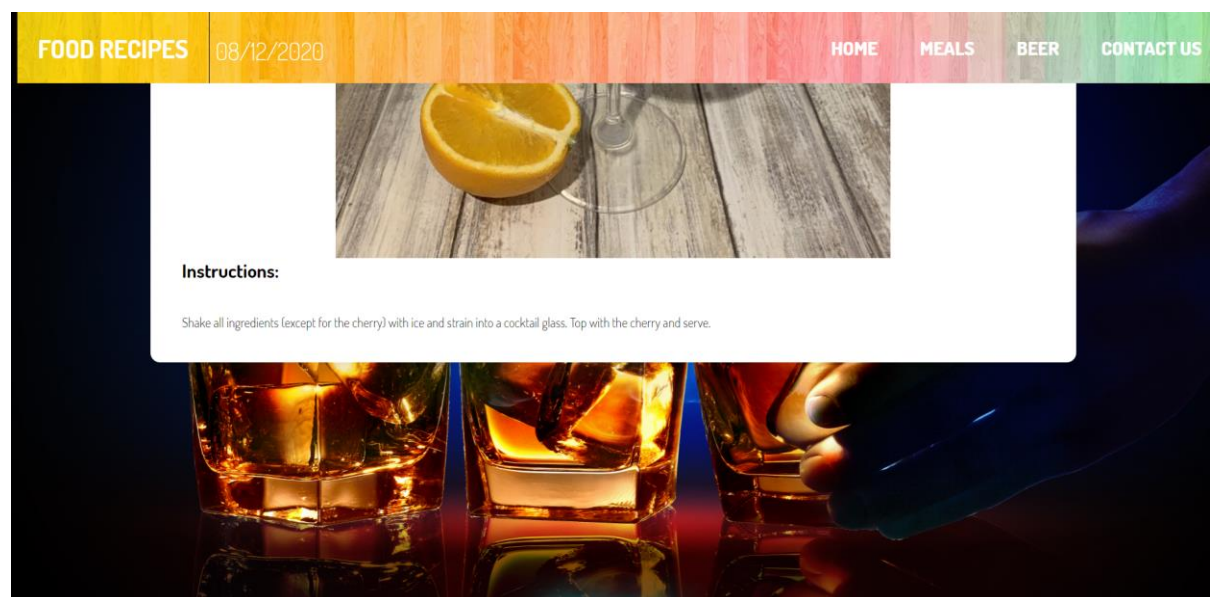 FOOD RECIPES 08/12/2020 HOME MEALS BEER CONTACT US
Instructions:
Shake all ingredients (except for the cherry) with ice and strain into a cocktail glass. Top with the cherry and serve.